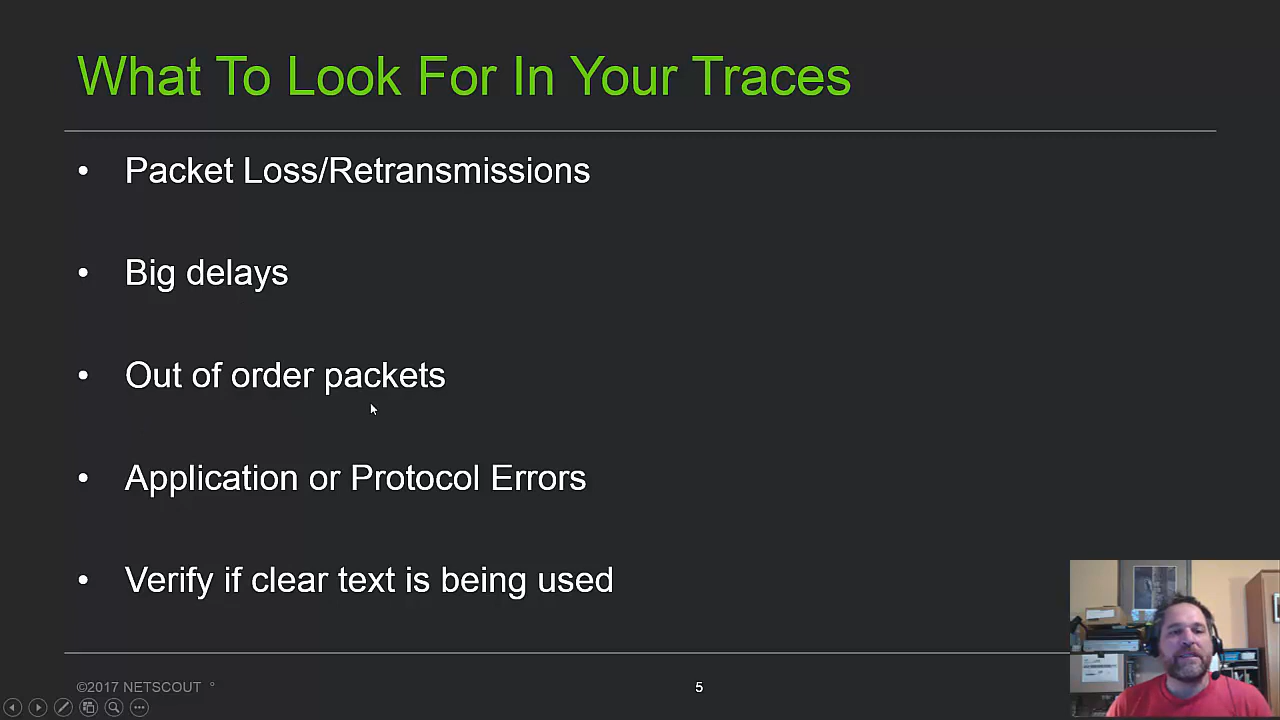 What To Look For In Your Traces
• Packet Loss/Retransmissions
• Big delays
• Out of order packets
• Application or Protocol Errors
• Verify if clear text is being used
©2017 NETSCOUT °
5